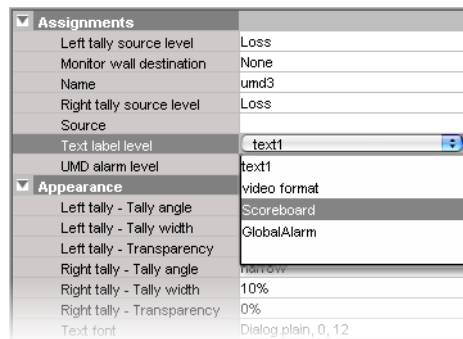 Assignments
Left tally source level Loss
Monitor wall destination None
Name umd3
Right tally source level Loss
Source
Text label level text1
UMD alarm level text1
Appearance video format
Left tally - Tally angle Scoreboard
Left tally - Tally width GlobalAlarm
Left tally - Transparency
Right tally - Tally angle narrow
Right tally - Tally width 10%
Right tally - Transparency 0%
Text font Dialog.plain, 0, 12